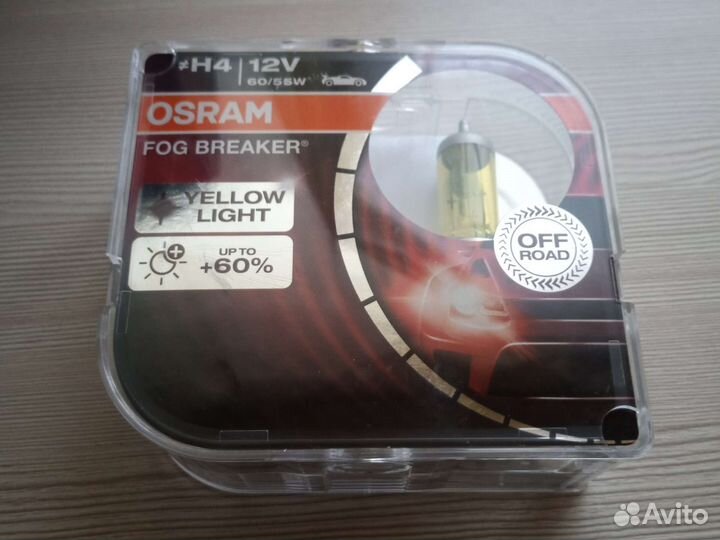 ≠H4 | 12V
60/55W
OSRAM
FOG BREAKER®
YELLOW
LIGHT
UP TO
+60%
OFF
ROAD
Avito